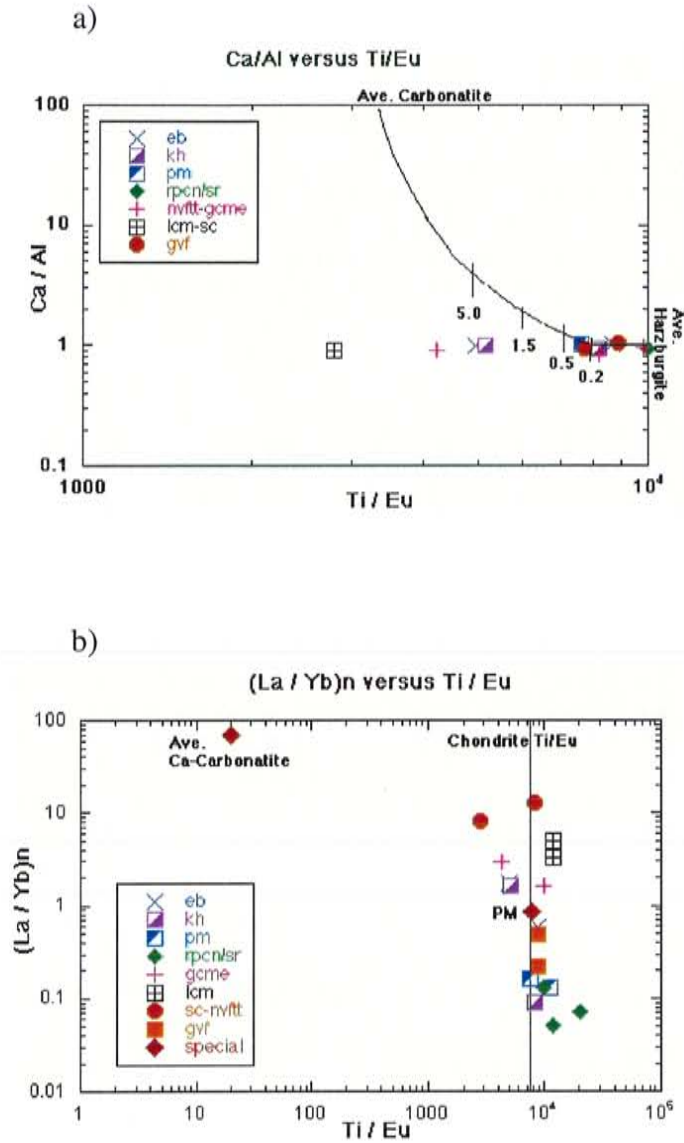 a)
Ca/Al versus Ti/Eu
Ave. Carbonatite
100
eb
kh
pm
rpcn/sr
nvftt-gcme
lcm-sc
gvf
10
Ca / Al
5.0
1
1.5
0.5
0.2
Ave. Harzburgite
0.1
1000
10⁴
Ti / Eu
b)
(La / Yb)n versus Ti / Eu
100
Ave.
Ca-Carbonatite
Chondrite Ti/Eu
10
(La / Yb)n
1
PM
eb
kh
pm
rpcn/sr
gcme
lcm
sc-nvftt
gvf
special
0.1
0.01
1
10
100
1000
10⁴
10⁵
Ti / Eu